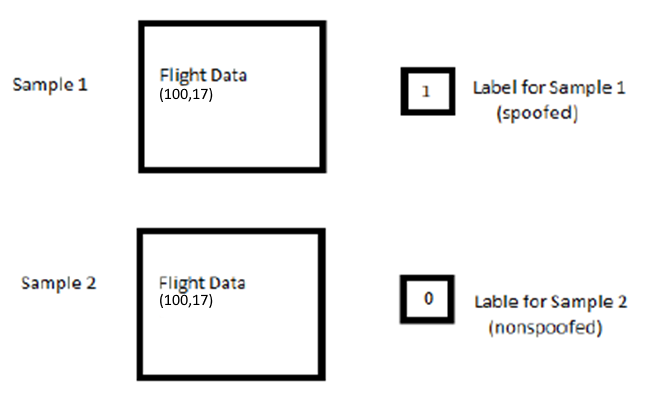 Sample 1
Flight Data
(100,17)
1
Label for Sample 1
(spoofed)
Sample 2
Flight Data
(100,17)
0
Lable for Sample 2
(nonspoofed)